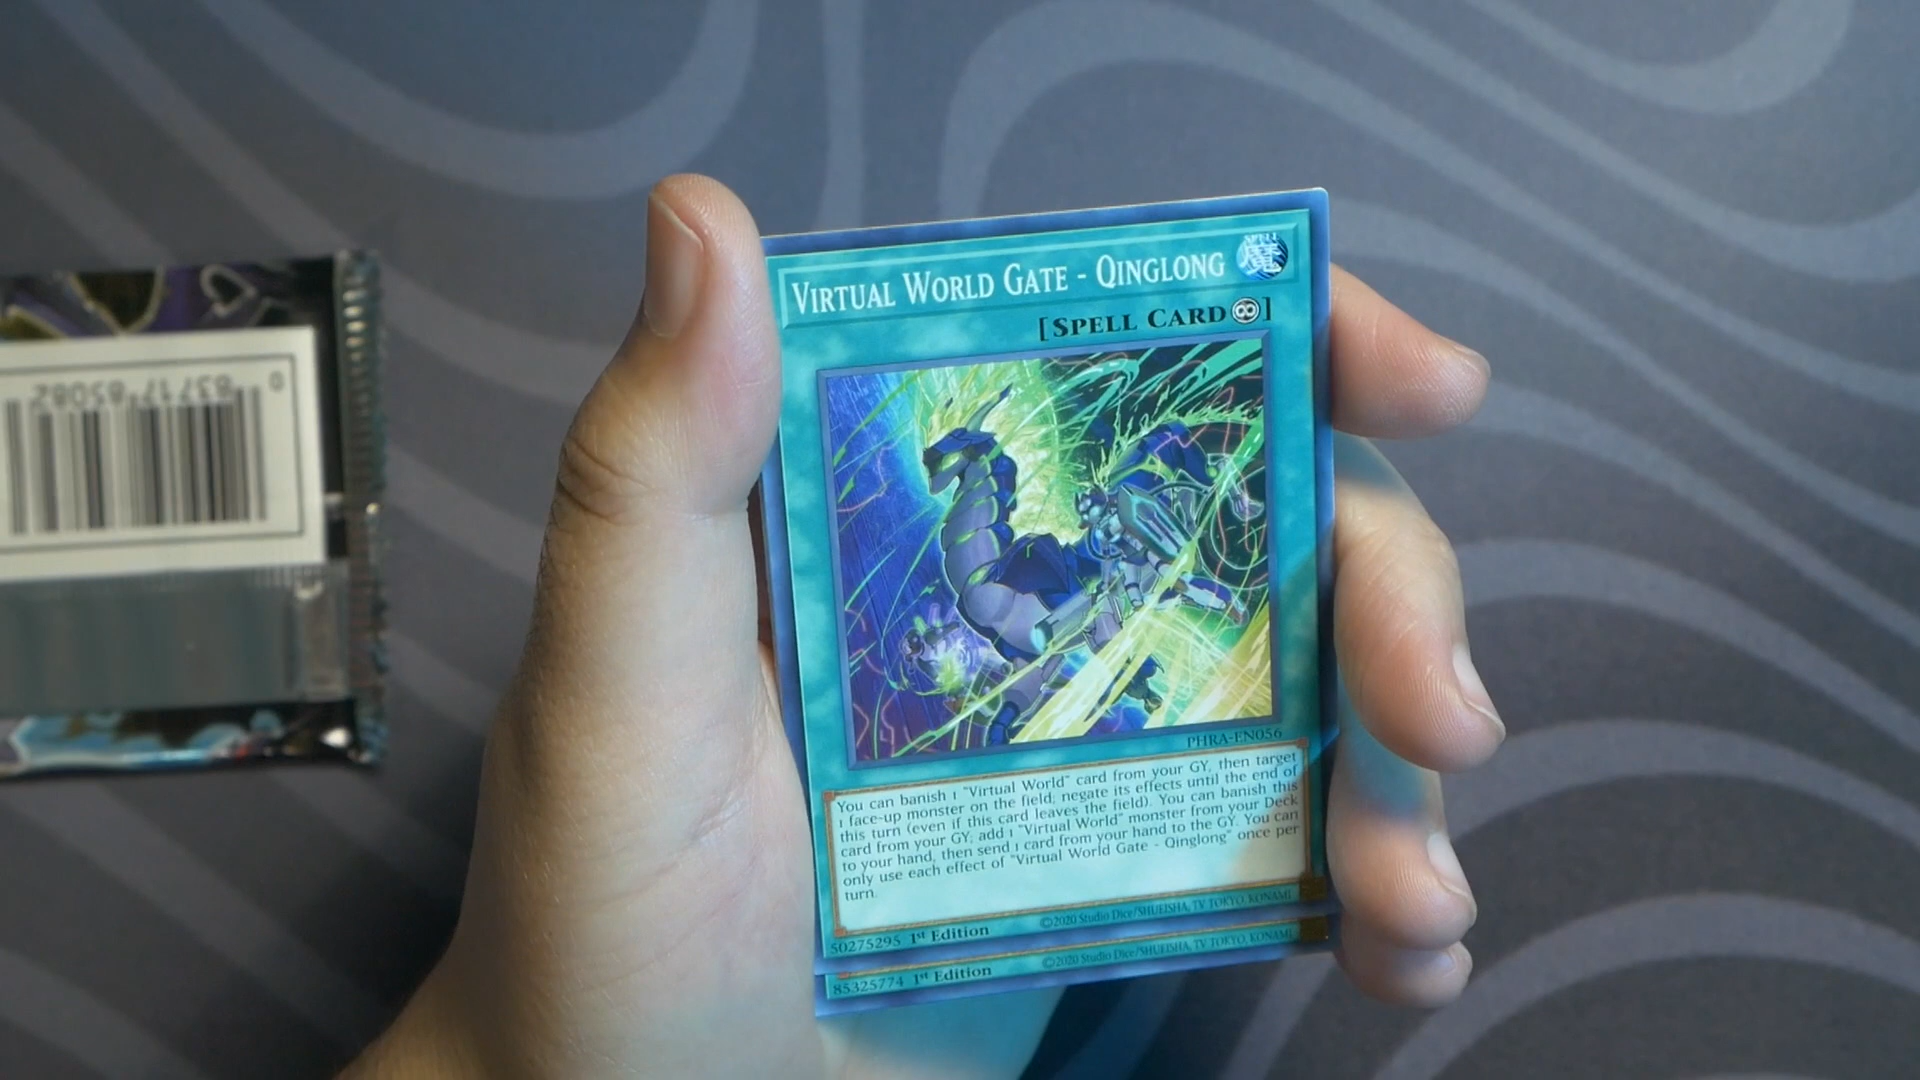 VIRTUAL WORLD GATE - QINGLONG
SPELL
魔
[SPELL CARD]
PHRA-EN056
You can banish 1 "Virtual World" card from your GY, then target
1 face-up monster on the field; negate its effects until the end of
this turn (even if this card leaves the field). You can banish this
card from your GY; add 1 "Virtual World" monster from your Deck
to your hand, then send 1 card from your hand to the GY. You can
only use each effect of "Virtual World Gate - Qinglong" once per
turn.
50275295 1st Edition ©2020 Studio Dice/SHUEISHA, TV TOKYO, KONAMI
85325774 1st Edition ©2020 Studio Dice/SHUEISHA, TV TOKYO, KONAMI
0 83717 85082